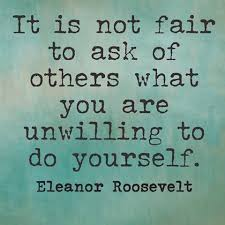 It is not fair
to ask of
others what
you are
unwilling to
do yourself.
Eleanor Roosevelt